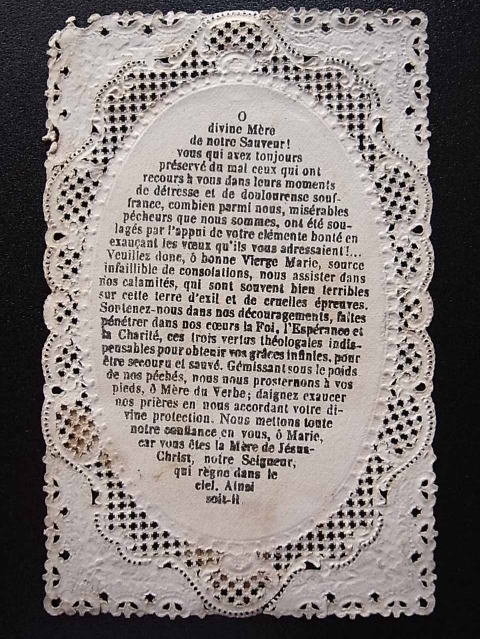 O
divine Mère
de notre Sauveur!
vous qui avez toujours
préservé du mal ceux qui ont
recours à vous dans leurs moments
de détresse et de doulourense souf-
france, combien parmi nous, misérables
pécheurs que nous sommes, ont été sou-
lagés par l'appui de votre clémente bonté en
exauçant les vœux qu'ils vous adressaient!...
Veuillez donc, ô bonne Vierge Marie, source
infaillible de consolations, nous assister dans
nos calamités, qui sont souvent bien terribles
sur cette terre d'exil et de cruelles épreuves.
Soutenez-nous dans nos découragements, faites
pénétrer dans nos cœurs la Foi, l'Espérance et
la Charité, ces trois vertus théologales indis-
pensables pour obtenir vos grâces infinies, pour
être secouru et sauvé. Gémissant sous le poids
de nos péchés, nous nous prosternons à vos
pieds, ô Mère du Verbe; daignez exaucer
nos prières en nous accordant votre di-
vine protection. Nous mettons toute
notre confiance en vous, ô Marie,
car vous êtes la Mère de Jésus-
Christ, notre Seigneur,
qui règne dans le
ciel. Ainsi
soit-il